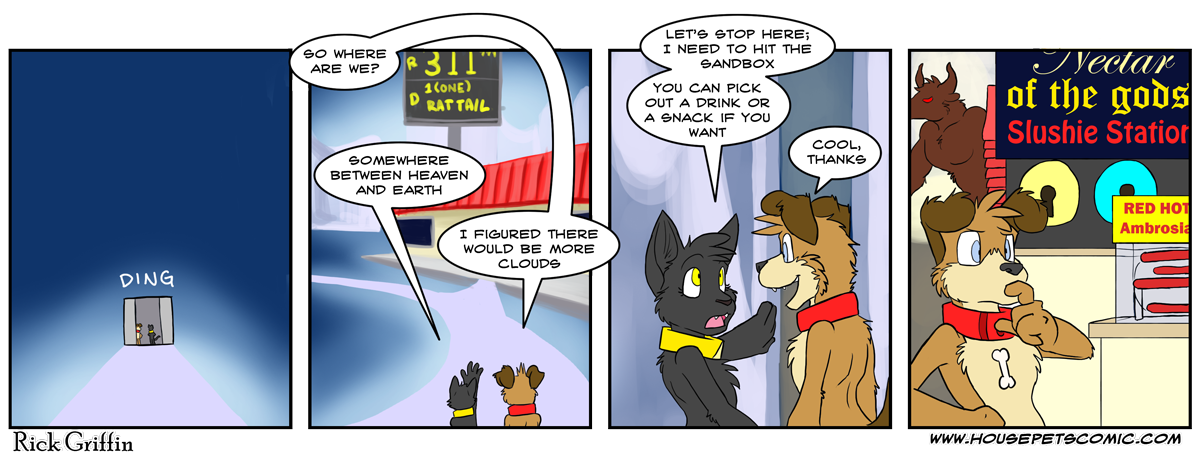 DING
SO WHERE
ARE WE?
R 311
D 1(ONE)
RAT TAIL
SOMEWHERE
BETWEEN HEAVEN
AND EARTH
I FIGURED THERE
WOULD BE MORE
CLOUDS
LET'S STOP HERE;
I NEED TO HIT THE
SANDBOX
YOU CAN PICK
OUT A DRINK OR
A SNACK IF YOU
WANT
COOL,
THANKS
Nectar
of the gods
Slushie Station
RED HOT
Ambrosia
Rick Griffin
WWW.HOUSEPETSCOMIC.COM